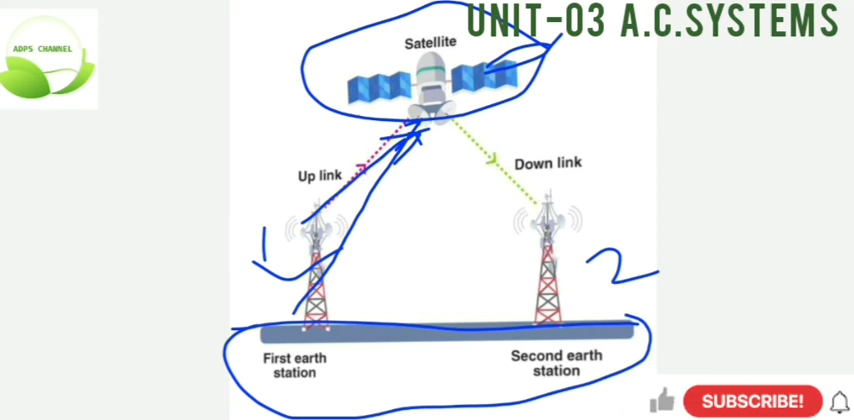 UNIT-03 A.C.SYSTEMS
ADPS CHANNEL
Satellite
Up link
Down link
1
2
First earth
station
Second earth
station
SUBSCRIBE!